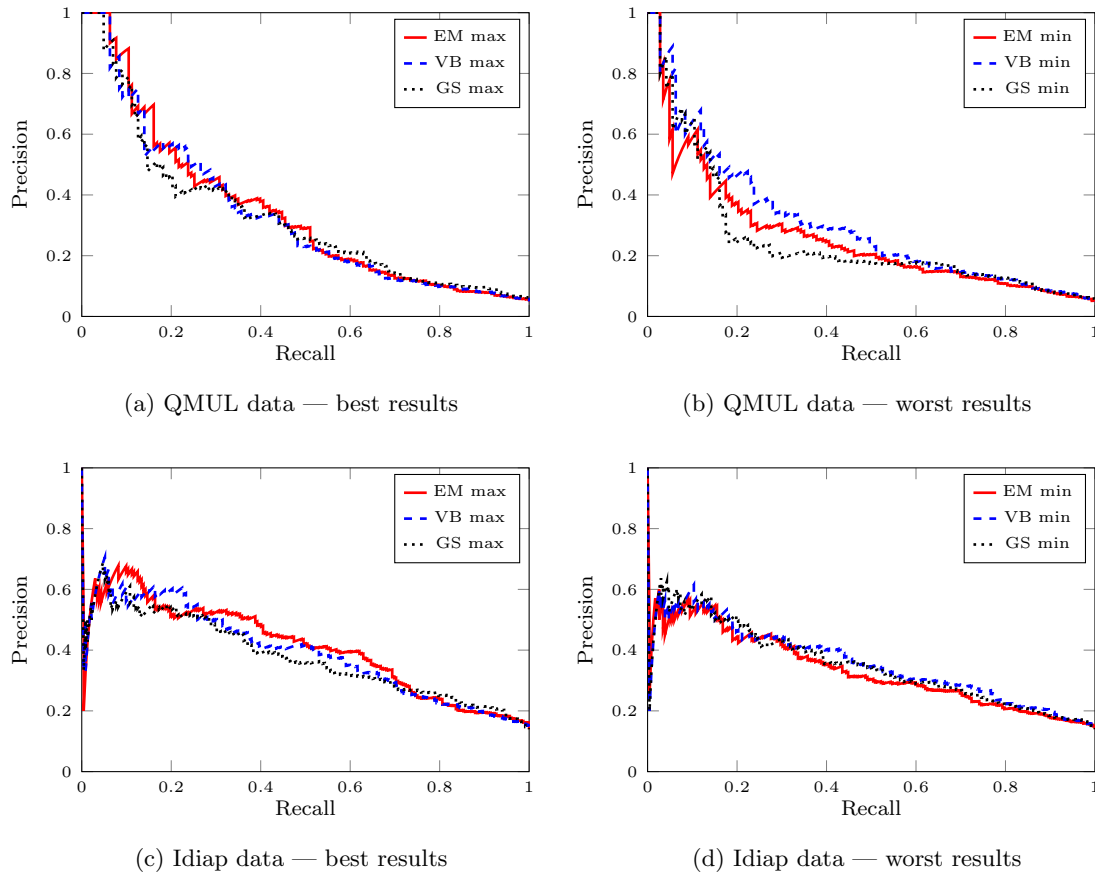 1
0.8
0.6
0.4
0.2
0
Precision
0 0.2 0.4 0.6 0.8 1
Recall
EM max
VB max
GS max
(a) QMUL data — best results
1
0.8
0.6
0.4
0.2
0
Precision
0 0.2 0.4 0.6 0.8 1
Recall
EM min
VB min
GS min
(b) QMUL data — worst results
1
0.8
0.6
0.4
0.2
0
Precision
0 0.2 0.4 0.6 0.8 1
Recall
EM max
VB max
GS max
(c) Idiap data — best results
1
0.8
0.6
0.4
0.2
0
Precision
0 0.2 0.4 0.6 0.8 1
Recall
EM min
VB min
GS min
(d) Idiap data — worst results